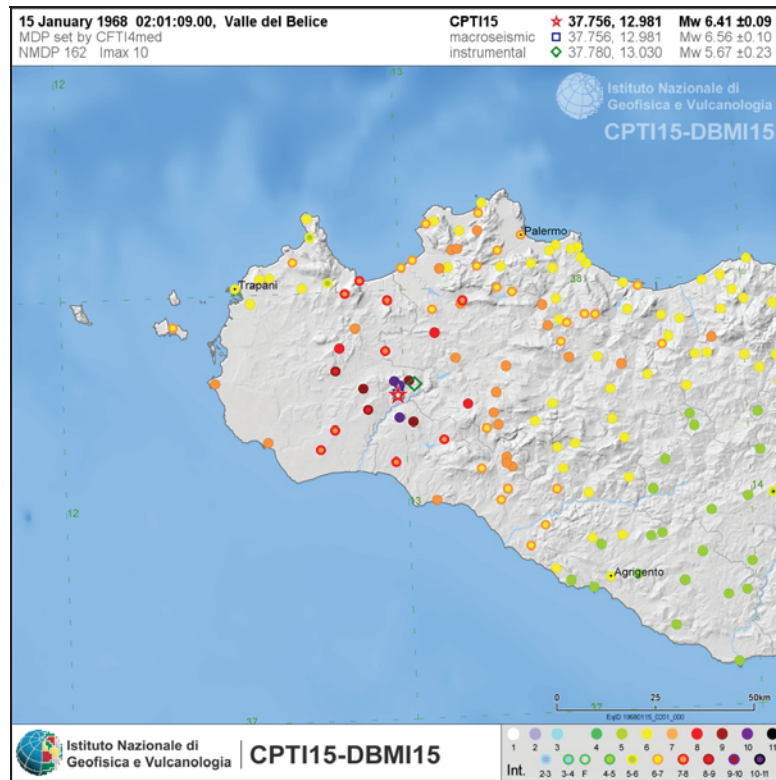 15 January 1968 02:01:09.00, Valle del Belice CPTI15 37.756, 12.981 Mw 6.41 ±0.09
MDP set by CFTI4med macroseismic 37.756, 12.981 Mw 6.56 ±0.10
NMDP 162 Imax 10 instrumental 37.780, 13.030 Mw 5.67 ±0.23
12
13
Istituto Nazionale di
Geofisica e Vulcanologia
CPTI15-DBMI15
Palermo
38
Trapani
14
13
12
Agrigento
0 25 50km
37
EqID 19680115_0201_000
37
Istituto Nazionale di
Geofisica e Vulcanologia
CPTI15-DBMI15
1 2 3 4 5 6 7 8 9 10 11
Int. 2-3 3-4 F 4-5 5-6 6-7 7-8 8-9 9-10 10-11